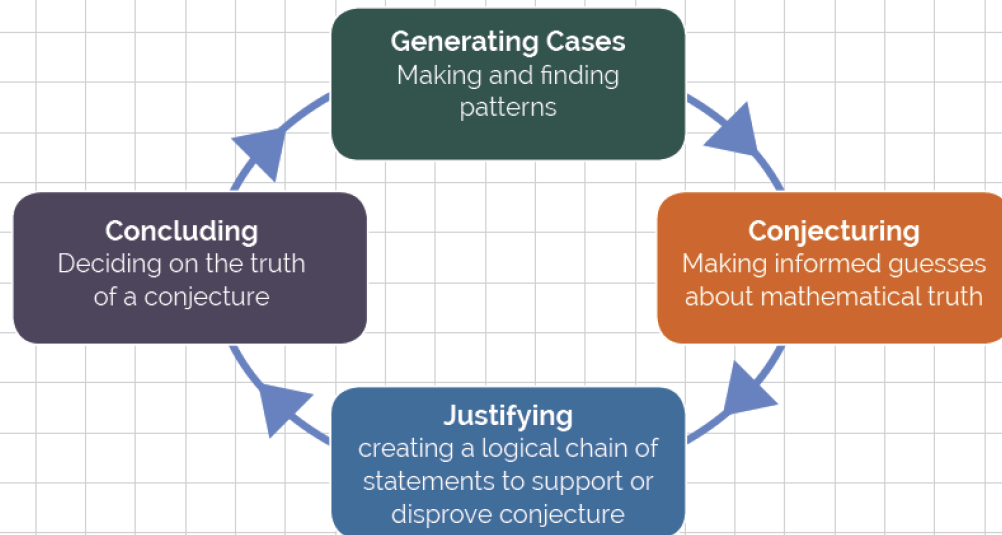 Generating Cases
Making and finding
patterns
Concluding
Deciding on the truth
of a conjecture
Conjecturing
Making informed guesses
about mathematical truth
Justifying
creating a logical chain of
statements to support or
disprove conjecture